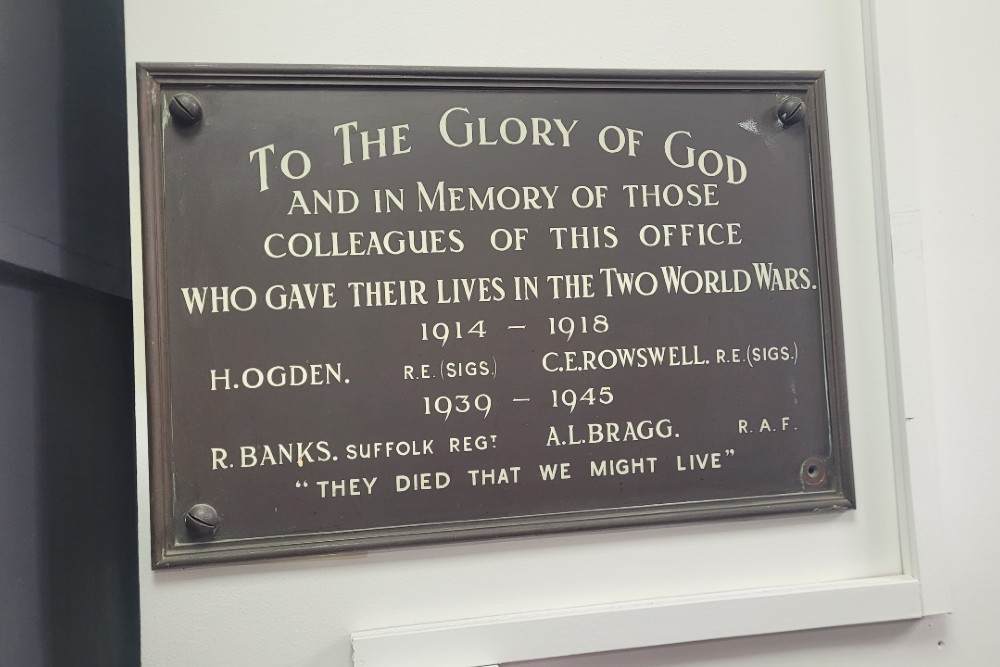 To The Glory of God
and in Memory of those
colleagues of this office
who gave their lives in the Two World Wars.
1914 – 1918
H.OGDEN. R.E.(SIGS.) C.E.ROWSWELL. R.E.(SIGS.)
1939 – 1945
R.BANKS. SUFFOLK REGT A.L.BRAGG. R.A.F.
"THEY DIED THAT WE MIGHT LIVE"